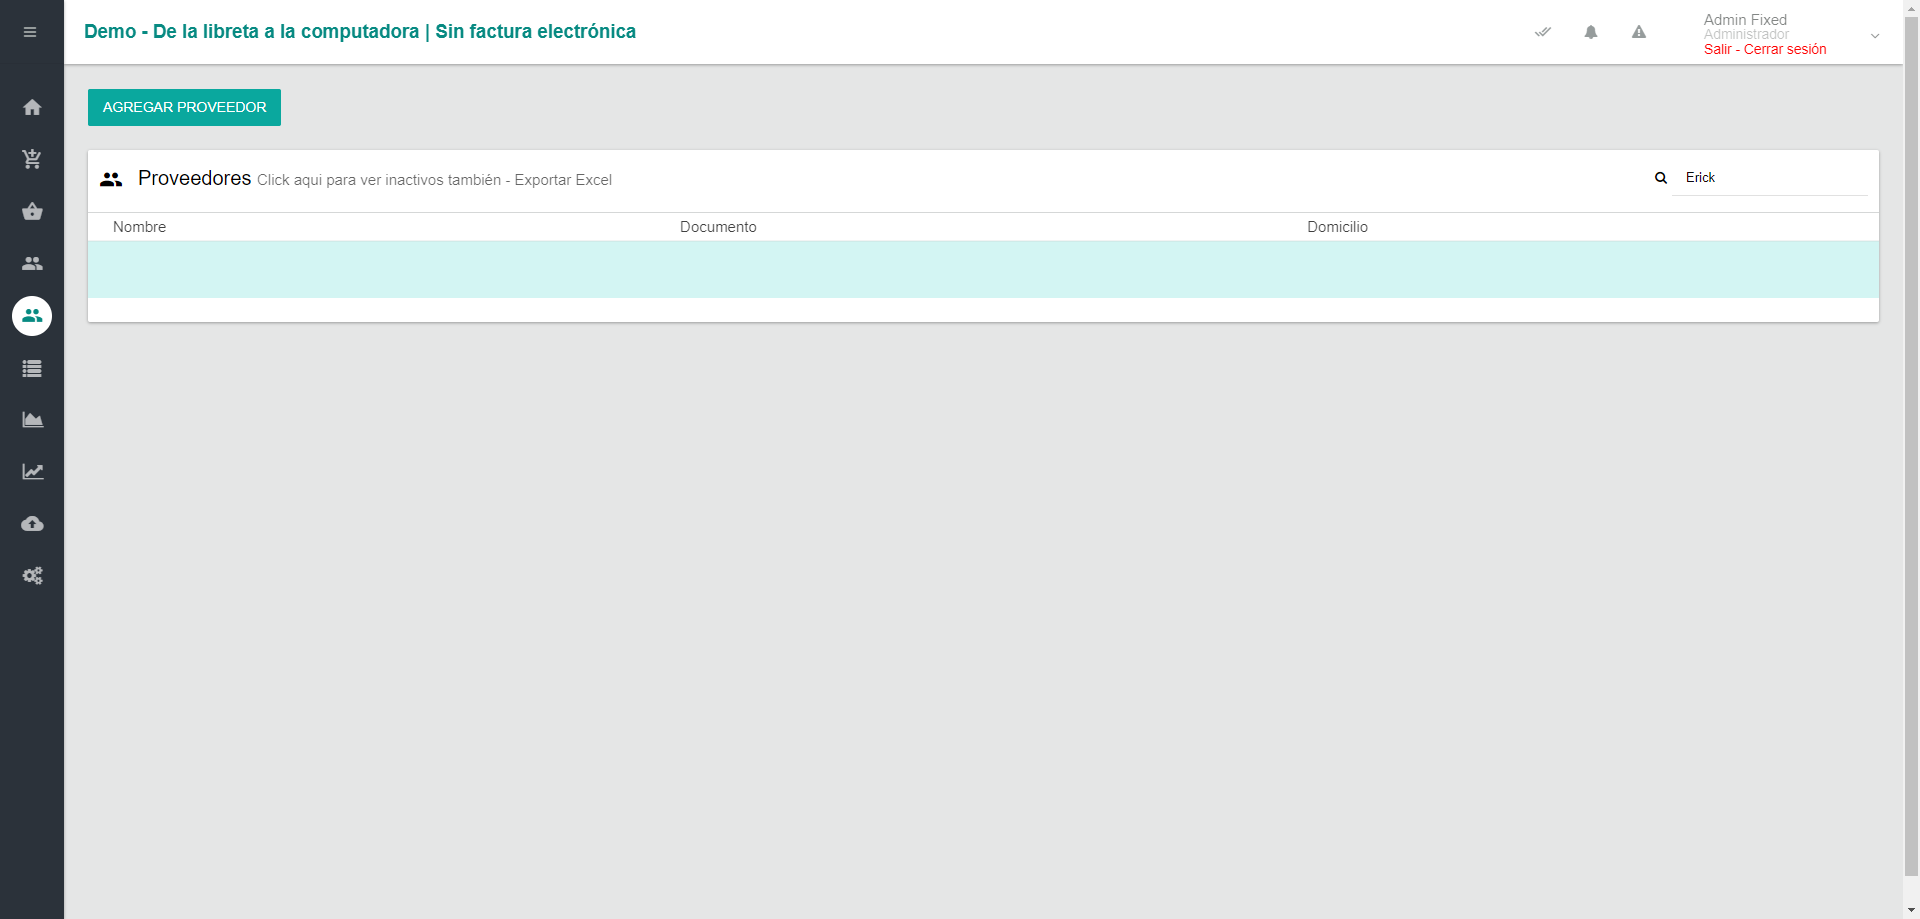 Demo - De la libreta a la computadora | Sin factura electrónica
Admin Fixed
Administrador
Salir - Cerrar sesión
AGREGAR PROVEEDOR
Proveedores Click aqui para ver inactivos también - Exportar Excel
Erick
Nombre Documento Domicilio